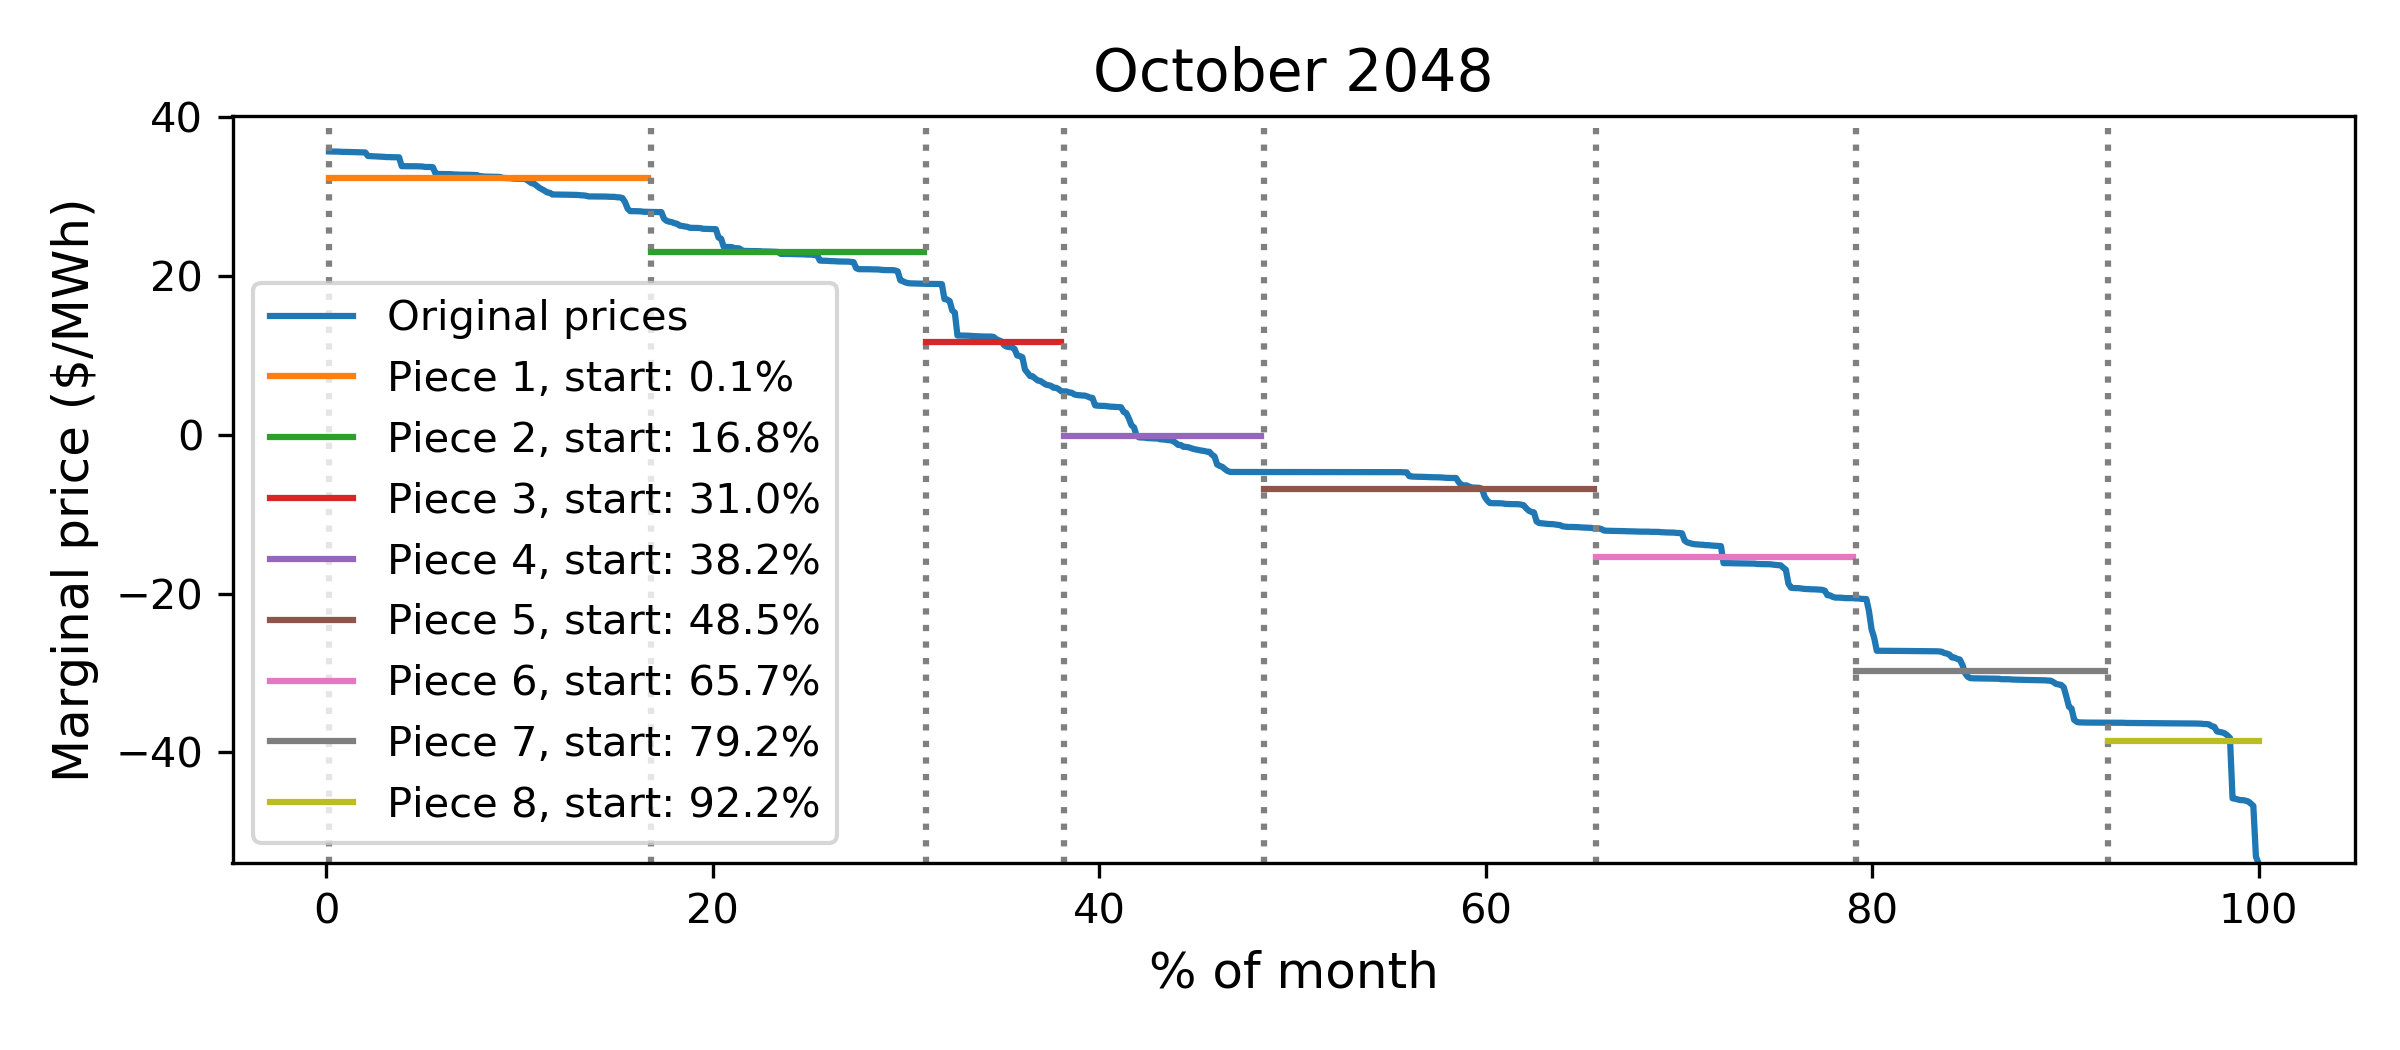 October 2048
Marginal price ($/MWh)
40
20
0
−20
−40
Original prices
Piece 1, start: 0.1%
Piece 2, start: 16.8%
Piece 3, start: 31.0%
Piece 4, start: 38.2%
Piece 5, start: 48.5%
Piece 6, start: 65.7%
Piece 7, start: 79.2%
Piece 8, start: 92.2%
0 20 40 60 80 100
% of month